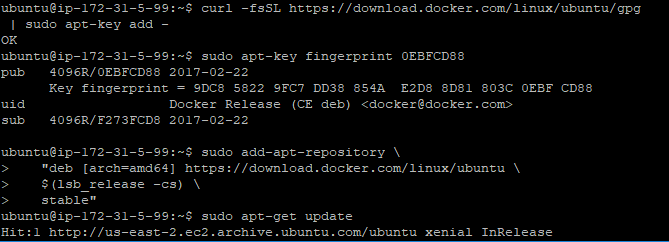 ubuntu@ip-172-31-5-99:~$ curl -fsSL https://download.docker.com/linux/ubuntu/gpg
 | sudo apt-key add -
OK
ubuntu@ip-172-31-5-99:~$ sudo apt-key fingerprint 0EBFCD88
pub   4096R/0EBFCD88 2017-02-22
      Key fingerprint = 9DC8 5822 9FC7 DD38 854A  E2D8 8D81 803C 0EBF CD88
uid                  Docker Release (CE deb) <docker@docker.com>
sub   4096R/F273FCD8 2017-02-22
ubuntu@ip-172-31-5-99:~$ sudo add-apt-repository \
>    "deb [arch=amd64] https://download.docker.com/linux/ubuntu \
>    $(lsb_release -cs) \
>    stable"
ubuntu@ip-172-31-5-99:~$ sudo apt-get update
Hit:1 http://us-east-2.ec2.archive.ubuntu.com/ubuntu xenial InRelease